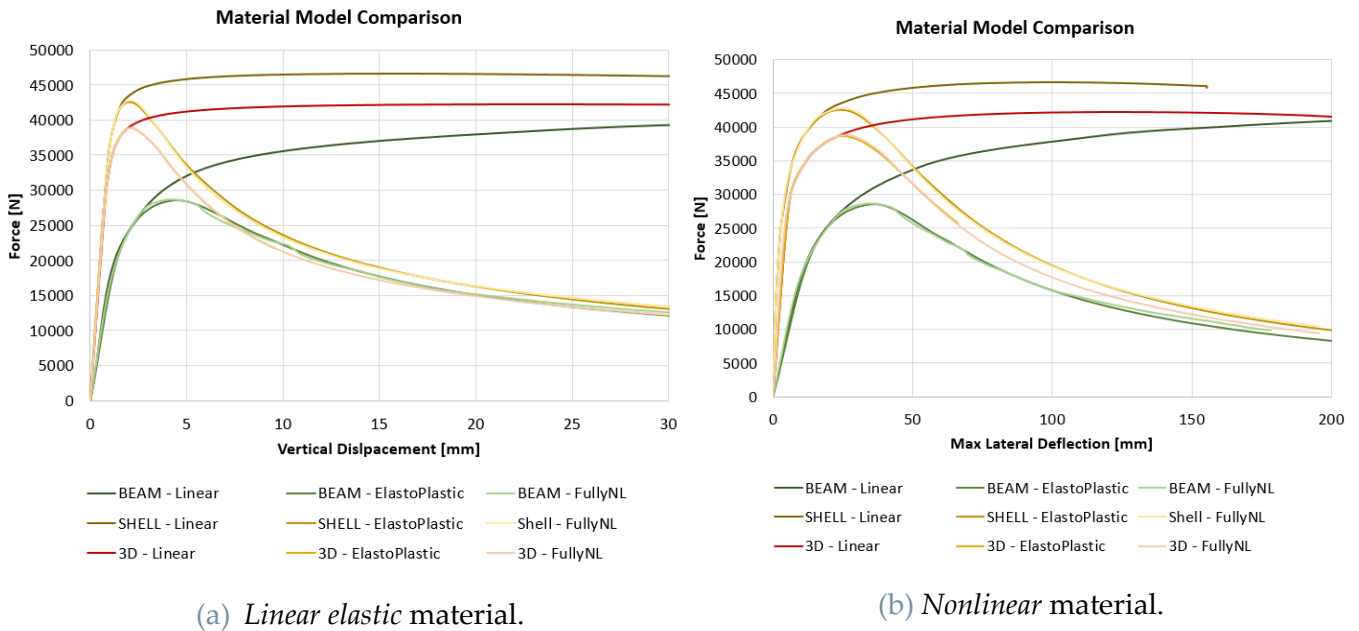 Material Model Comparison
50000
45000
40000
35000
30000
25000
20000
15000
10000
5000
0
Force [N]
0 5 10 15 20 25 30
Vertical Dislpacement [mm]
BEAM - Linear BEAM - ElastoPlastic BEAM - FullyNL
SHELL - Linear SHELL - ElastoPlastic Shell - FullyNL
3D - Linear 3D - ElastoPlastic 3D - FullyNL
(a) Linear elastic material.
Material Model Comparison
50000
45000
40000
35000
30000
25000
20000
15000
10000
5000
0
Force [N]
0 50 100 150 200
Max Lateral Deflection [mm]
BEAM - Linear BEAM - ElastoPlastic BEAM - FullyNL
SHELL - Linear SHELL - ElastoPlastic Shell - FullyNL
3D - Linear 3D - ElastoPlastic 3D - FullyNL
(b) Nonlinear material.